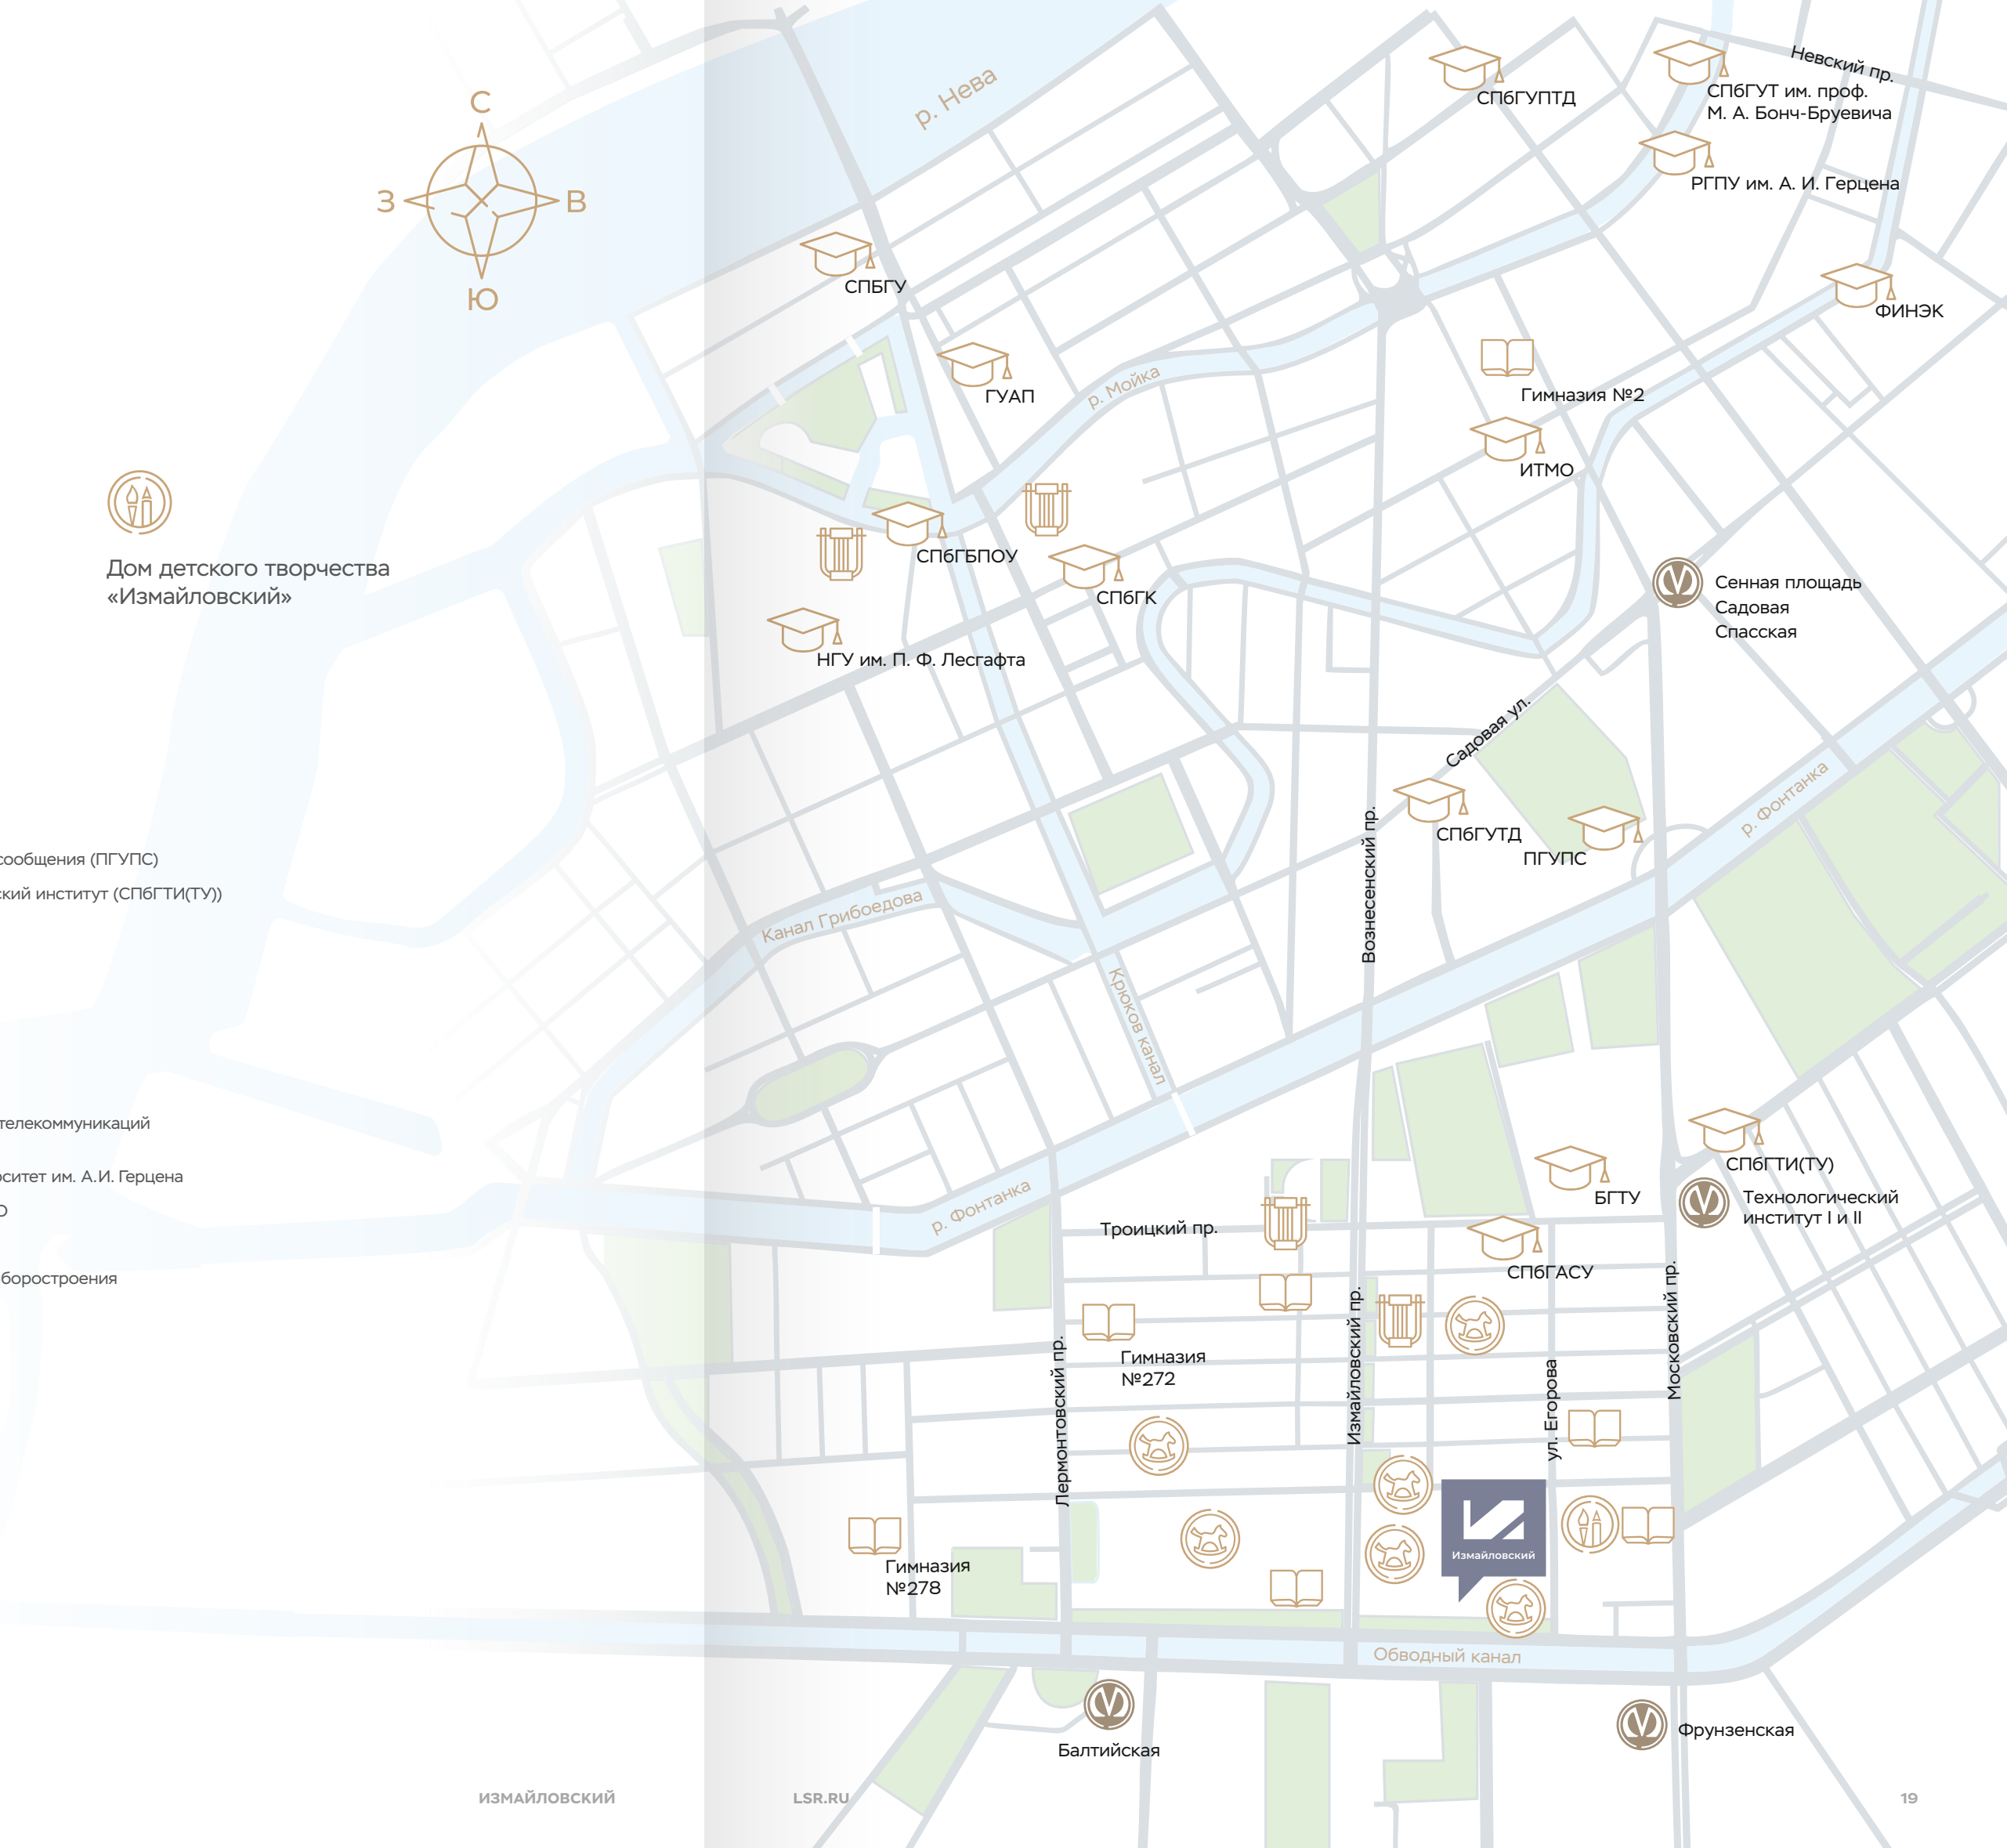 С
З
В
Ю
р. Нева
Невский пр.
СПбГУПТД
СПбГУТ им. проф.
М. А. Бонч-Бруевича
РГПУ им. А. И. Герцена
СПБГУ
ФИНЭК
ГУАП
р. Мойка
Гимназия №2
ИТМО
Дом детского творчества
«Измайловский»
СПбГБПОУ
СПбГК
НГУ им. П. Ф. Лесгафта
Сенная площадь
Садовая
Спасская
Садовая ул.
р. Фонтанка
Вознесенский пр.
СПбГУТД
ПГУПС
сообщения (ПГУПС)
ский институт (СПбГТИ(ТУ))
Канал Грибоедова
Крюков канал
телекоммуникаций
рситет им. А.И. Герцена
О
боростроения
СПбГТИ(ТУ)
Технологический
институт I и II
БГТУ
р. Фонтанка
Троицкий пр.
СПбГАСУ
Гимназия
№272
Лермонтовский пр.
Измайловский пр.
ул. Егорова
Московский пр.
Измайловский
Гимназия
№278
Обводный канал
Балтийская
Фрунзенская
ИЗМАЙЛОВСКИЙ
LSR.RU
19